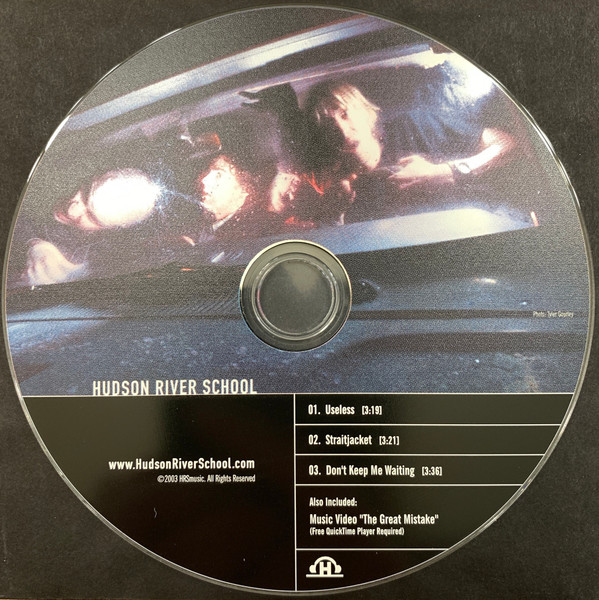 Photo: Tyler Gourley
HUDSON RIVER SCHOOL
www.HudsonRiverSchool.com
©2003 HRSmusic. All Rights Reserved
01. Useless [3:19]
02. Straitjacket [3:21]
03. Don't Keep Me Waiting [3:36]
Also Included:
Music Video "The Great Mistake"
(Free QuickTime Player Required)
H